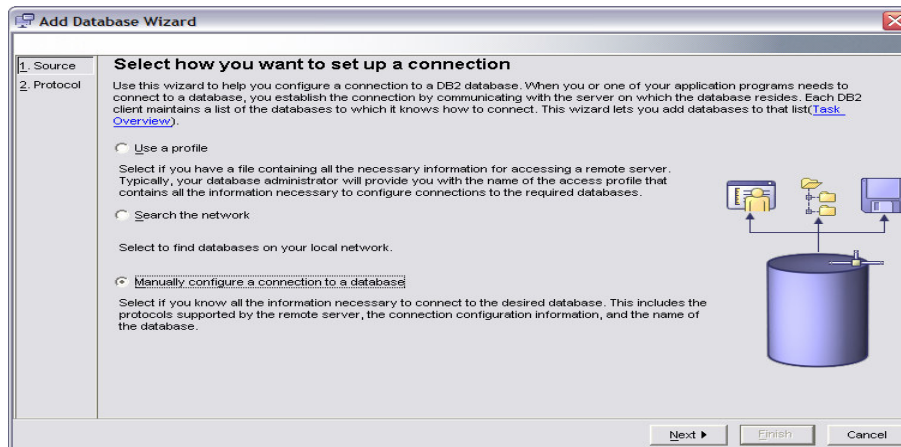 Add Database Wizard
1. Source
2. Protocol
Select how you want to set up a connection
Use this wizard to help you configure a connection to a DB2 database. When you or one of your application programs needs to
connect to a database, you establish the connection by communicating with the server on which the database resides. Each DB2
client maintains a list of the databases to which it knows how to connect. This wizard lets you add databases to that list(Task
Overview).
Use a profile
Select if you have a file containing all the necessary information for accessing a remote server.
Typically, your database administrator will provide you with the name of the access profile that
contains all the information necessary to configure connections to the required databases.
Search the network
Select to find databases on your local network.
Manually configure a connection to a database
Select if you know all the information necessary to connect to the desired database. This includes the
protocols supported by the remote server, the connection configuration information, and the name of
the database.
Next
Finish
Cancel